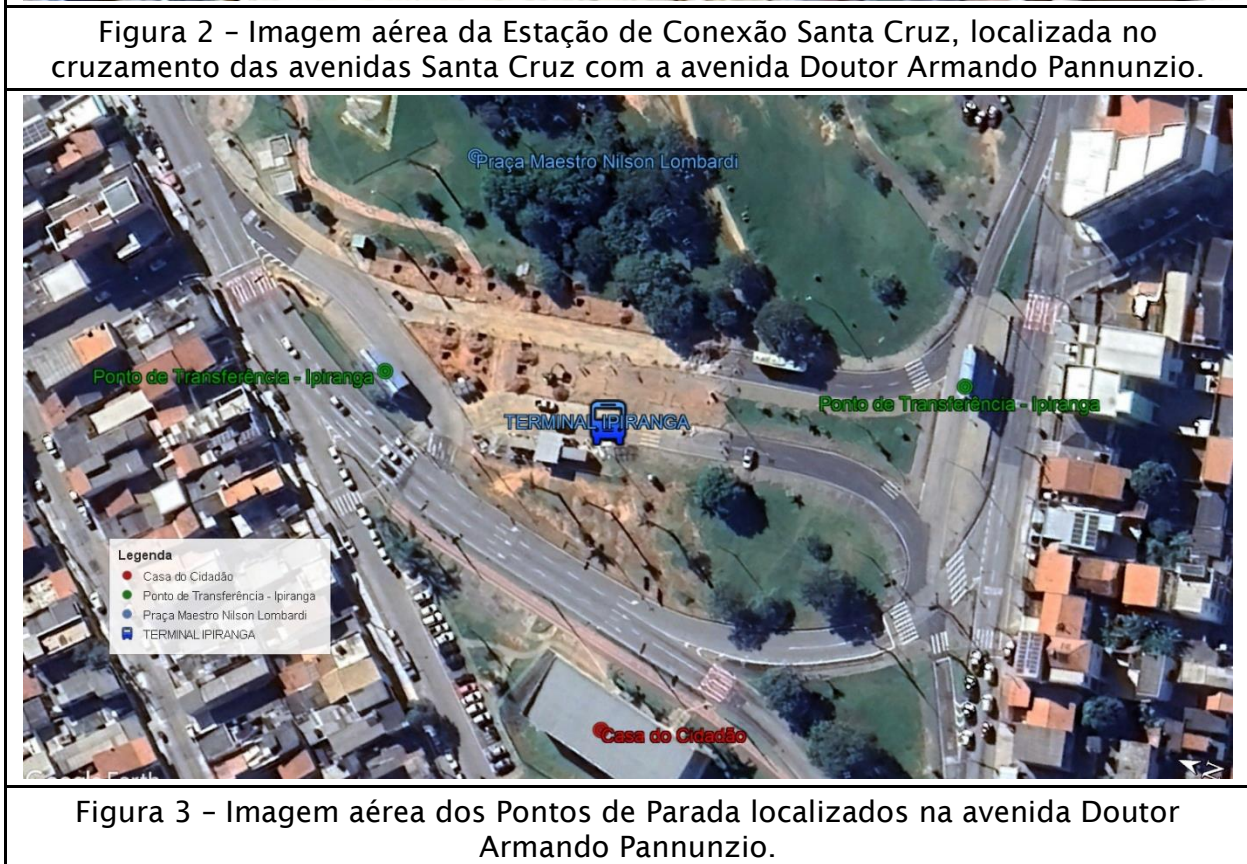 Figura 2 – Imagem aérea da Estação de Conexão Santa Cruz, localizada no
cruzamento das avenidas Santa Cruz com a avenida Doutor Armando Pannunzio.
Praça Maestro Nilson Lombardi
Ponto de Transferência - Ipiranga
Ponto de Transferência - Ipiranga
TERMINAL IPIRANGA
Legenda
Casa do Cidadão
Ponto de Transferência - Ipiranga
Praça Maestro Nilson Lombardi
TERMINAL IPIRANGA
Casa do Cidadão
Google Earth
Figura 3 – Imagem aérea dos Pontos de Parada localizados na avenida Doutor
Armando Pannunzio.